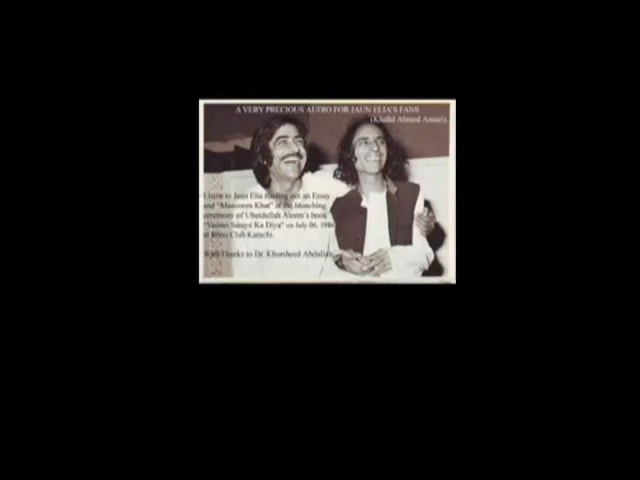 A VERY PRECIOUS AUDIO FOR JAUN ELIA'S FANS
(Khalid Ahmed Ansari).
Listen to Jaun Elia reading out an Essay
and "Manzoom Khat" at the launching
ceremony of Ubaidullah Aleem's book
"Veeran Saraye Ka Diya" on July 06, 1986
at Press Club Karachi.
With Thanks to Dr. Khursheed Abdullah.